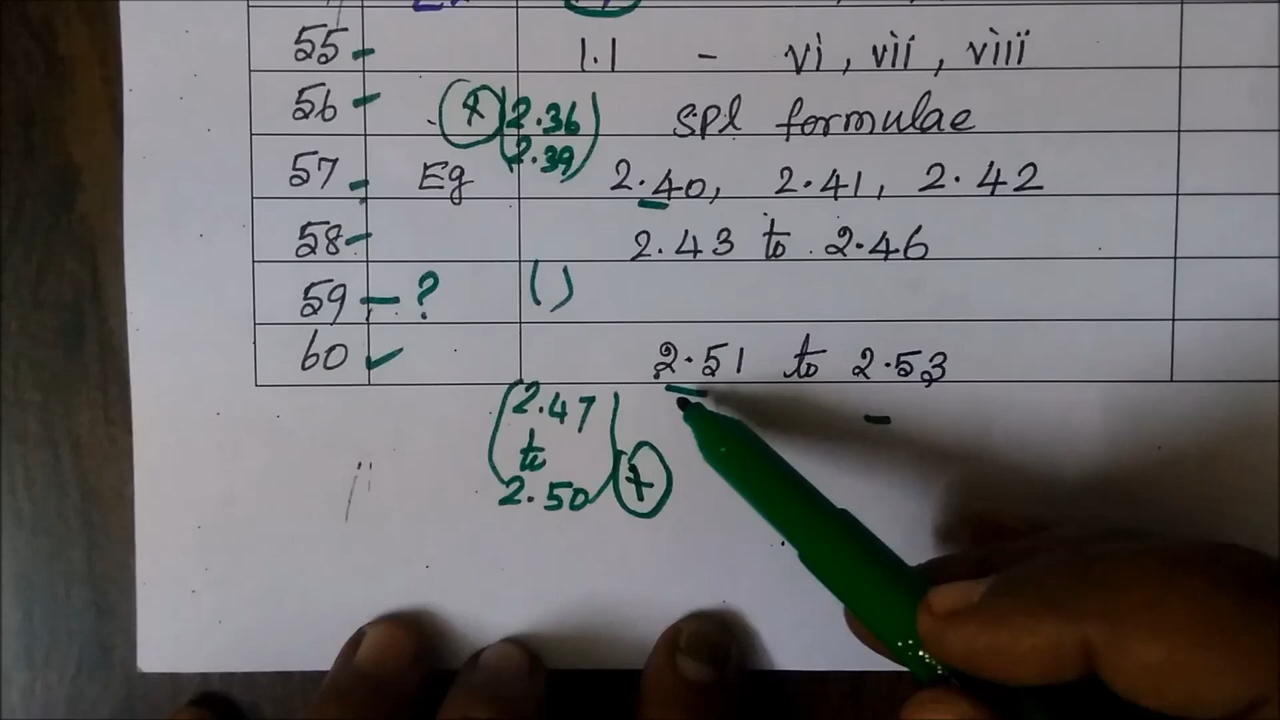 55 - 1.1 - vi, vii, viii
56 - (x) (2.36 spl formulae
2.39)
57 - Eg 2.40, 2.41, 2.42
58 - 2.43 to 2.46
59 - ? ( )
60 ✓ 2.51 to 2.53
(2.47
to
2.50) (x)